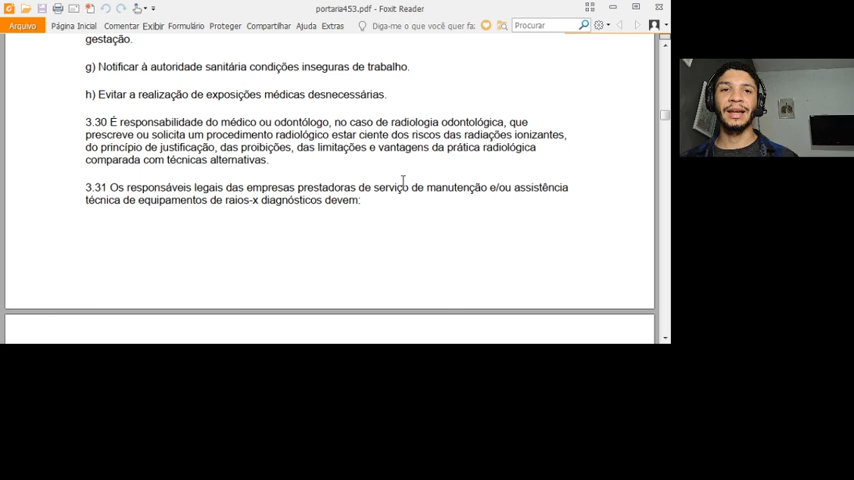 portaria453.pdf - Foxit Reader
Arquivo Página Inicial Comentar Exibir Formulário Proteger Compartilhar Ajuda Extras Diga-me o que você quer fa: Procurar
gestação.
g) Notificar à autoridade sanitária condições inseguras de trabalho.
h) Evitar a realização de exposições médicas desnecessárias.
3.30 É responsabilidade do médico ou odontólogo, no caso de radiologia odontológica, que
prescreve ou solicita um procedimento radiológico estar ciente dos riscos das radiações ionizantes,
do princípio de justificação, das proibições, das limitações e vantagens da prática radiológica
comparada com técnicas alternativas.
3.31 Os responsáveis legais das empresas prestadoras de serviço de manutenção e/ou assistência
técnica de equipamentos de raios-x diagnósticos devem: